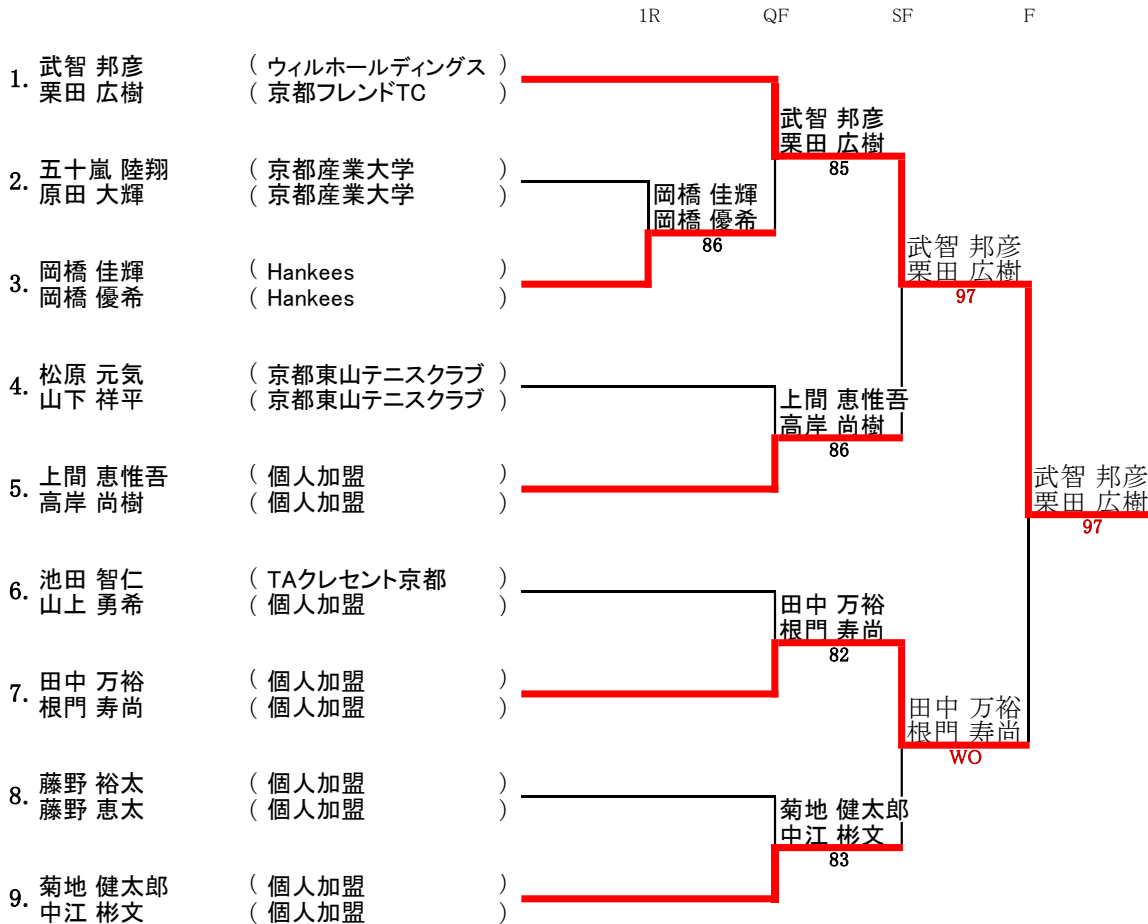 1R QF SF F
1. 武智 邦彦 ( ウィルホールディングス )
栗田 広樹 ( 京都フレンドTC )
武智 邦彦
栗田 広樹
85
2. 五十嵐 陸翔 ( 京都産業大学 )
原田 大輝 ( 京都産業大学 )
岡橋 佳輝
岡橋 優希
86
3. 岡橋 佳輝 ( Hankees )
岡橋 優希 ( Hankees )
武智 邦彦
栗田 広樹
97
4. 松原 元気 ( 京都東山テニスクラブ )
山下 祥平 ( 京都東山テニスクラブ )
上間 恵惟吾
高岸 尚樹
86
5. 上間 恵惟吾 ( 個人加盟 )
高岸 尚樹 ( 個人加盟 )
武智 邦彦
栗田 広樹
97
6. 池田 智仁 ( TAクレセント京都 )
山上 勇希 ( 個人加盟 )
田中 万裕
根門 寿尚
82
7. 田中 万裕 ( 個人加盟 )
根門 寿尚 ( 個人加盟 )
田中 万裕
根門 寿尚
WO
8. 藤野 裕太 ( 個人加盟 )
藤野 恵太 ( 個人加盟 )
菊地 健太郎
中江 彬文
83
9. 菊地 健太郎 ( 個人加盟 )
中江 彬文 ( 個人加盟 )